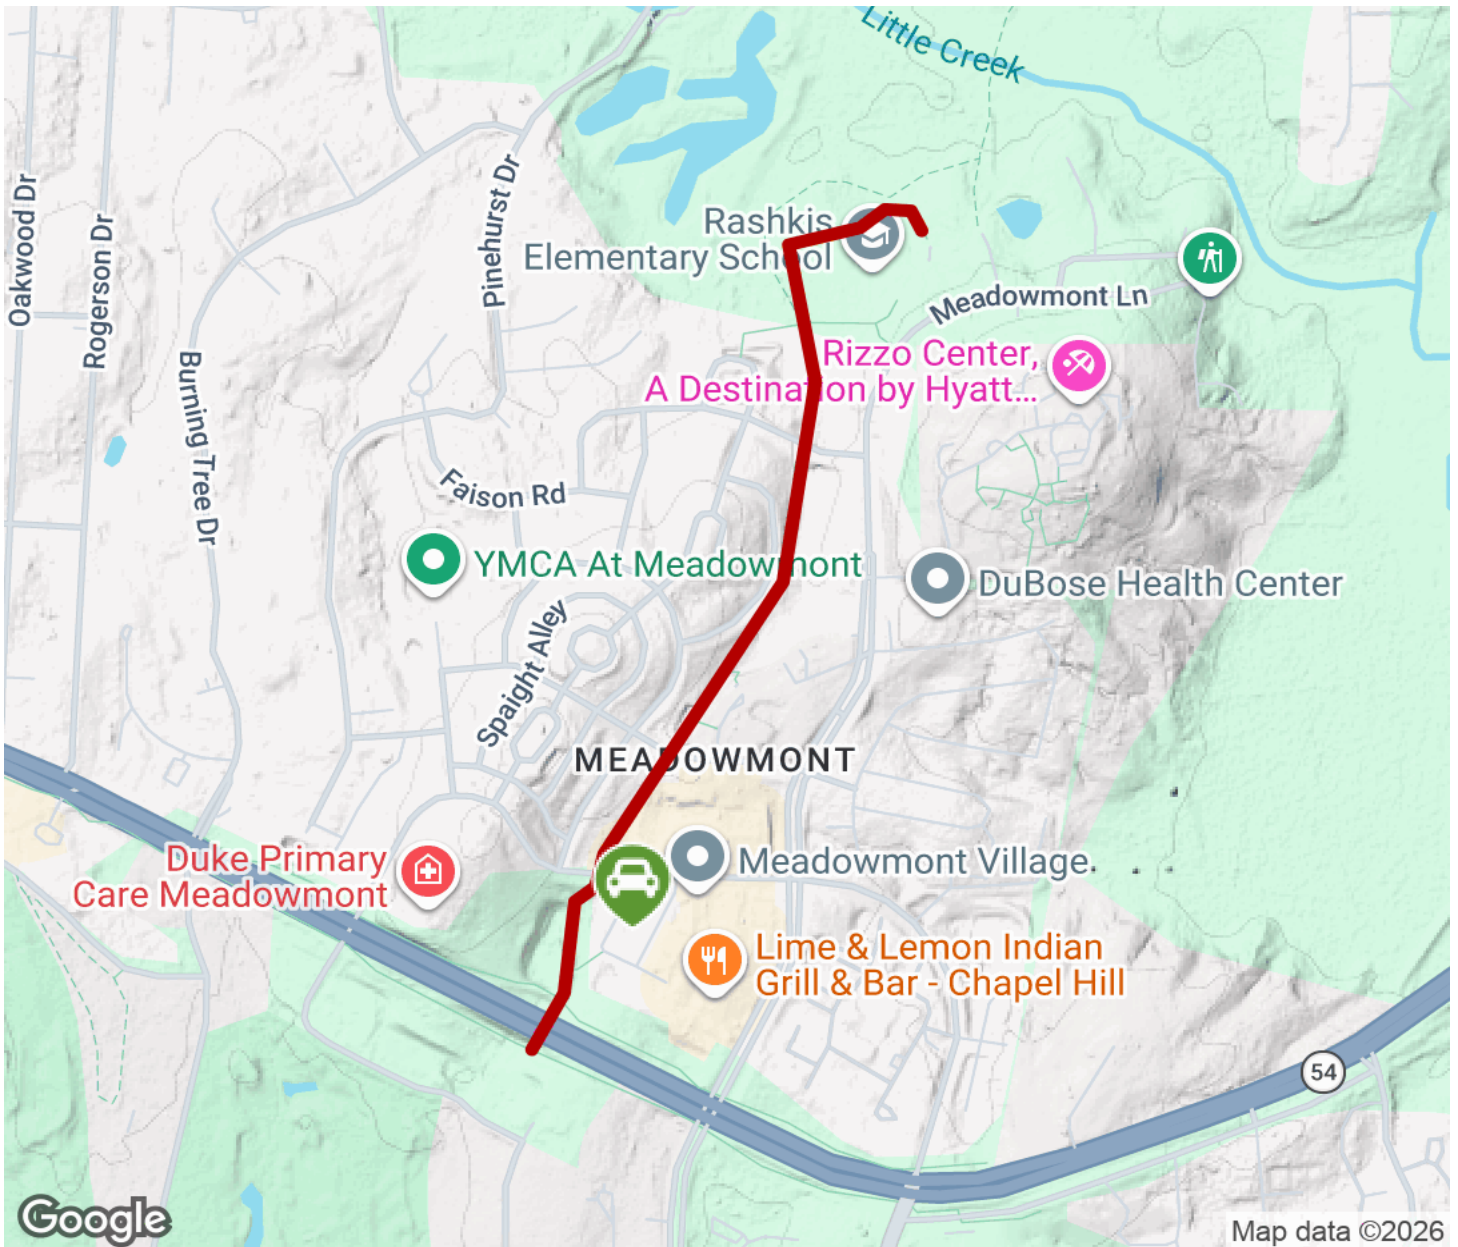 Little Creek
Oakwood Dr
Rogerson Dr
Pinehurst Dr
Rashkis
Elementary School
Meadowmont Ln
Burning Tree Dr
Rizzo Center,
A Destination by Hyatt...
Faison Rd
YMCA At Meadowmont
DuBose Health Center
Spaight Alley
MEADOWMONT
Duke Primary
Care Meadowmont
Meadowmont Village
Lime & Lemon Indian
Grill & Bar - Chapel Hill
54
Google
Map data ©2026